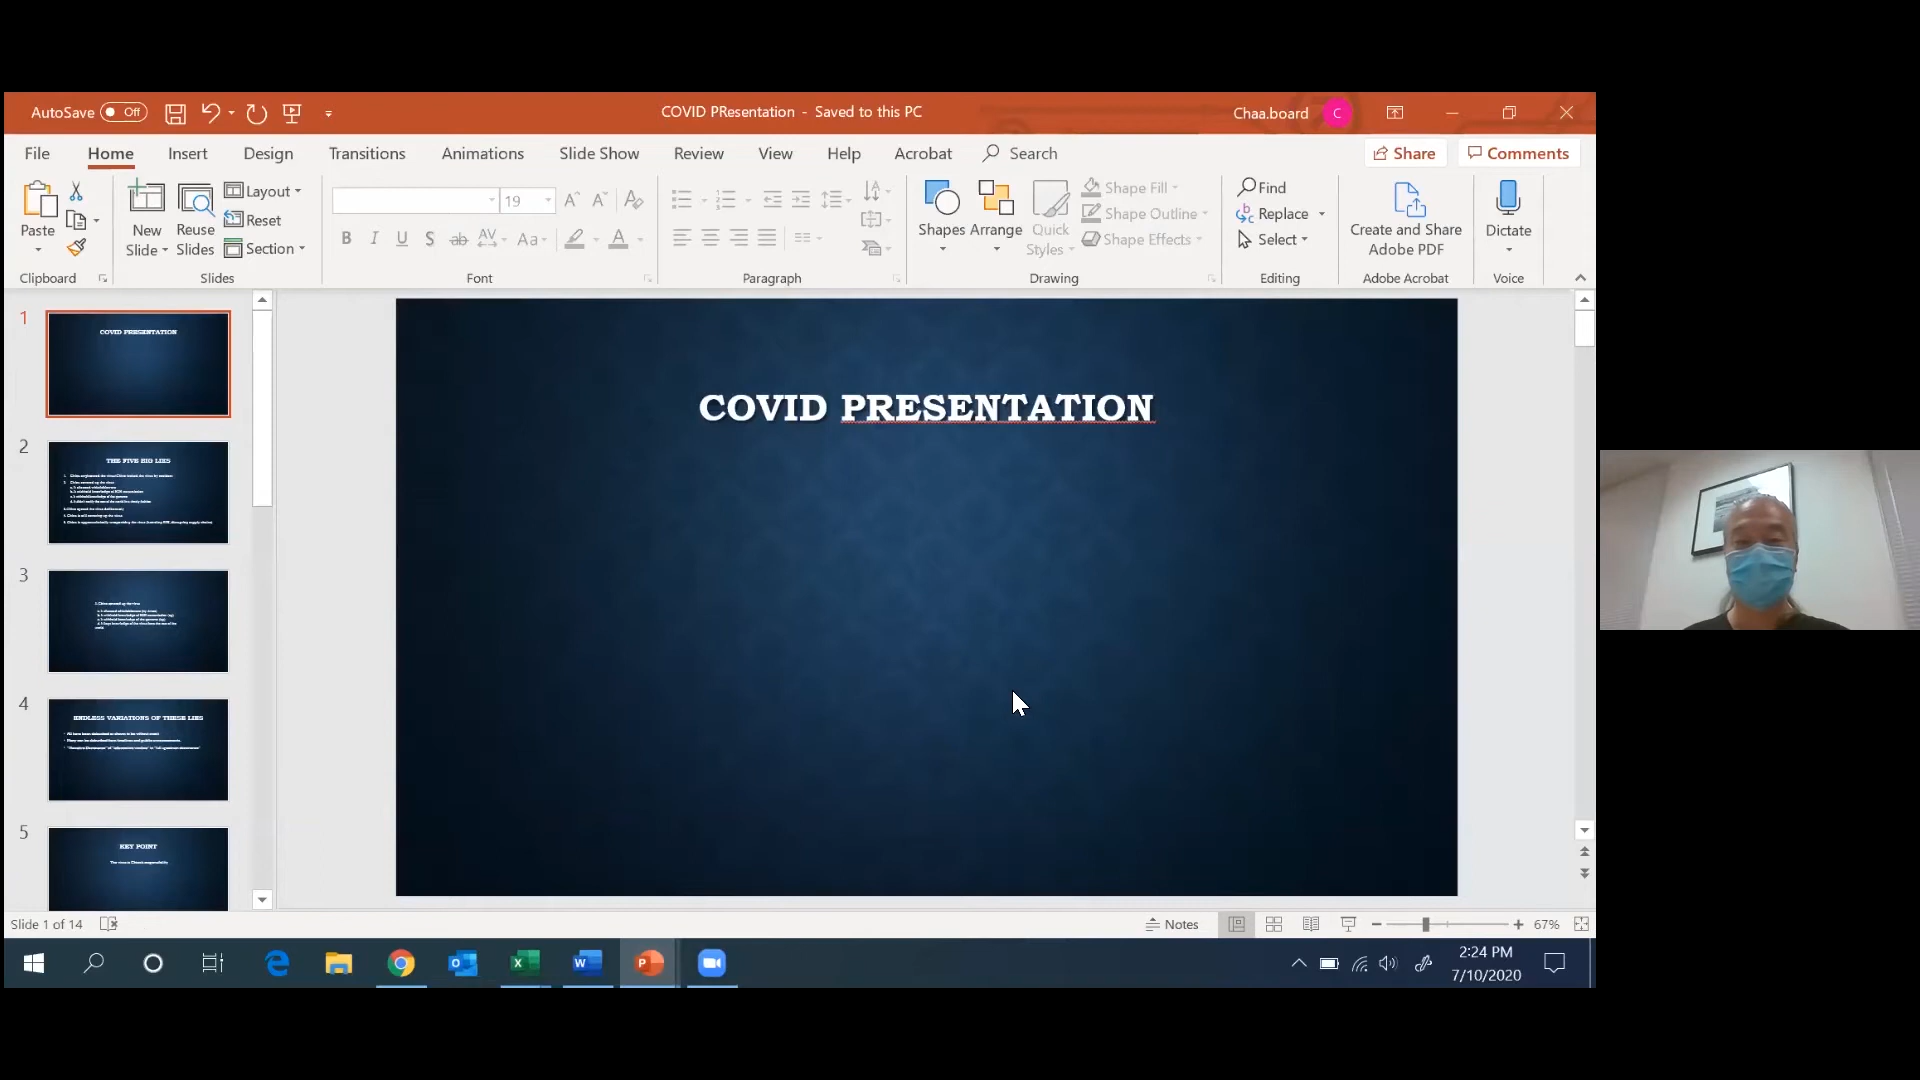 AutoSave Off
COVID PResentation - Saved to this PC
Chaa.board C
File Home Insert Design Transitions Animations Slide Show Review View Help Acrobat Search
Share Comments
Paste
Clipboard
New Slide
Reuse Slides
Layout
Reset
Section
Slides
19
B I U S ab AV Aa A
Font
Paragraph
Shapes
Arrange
Quick Styles
Shape Fill
Shape Outline
Shape Effects
Drawing
Find
Replace
Select
Editing
Create and Share Adobe PDF
Adobe Acrobat
Dictate
Voice
1
COVID PRESENTATION
2
THE FIVE BIG LIES
3
4
ENDLESS VARIATIONS OF THESE LIES
5
KEY POINT
COVID PRESENTATION
Slide 1 of 14
Notes
67%
2:24 PM
7/10/2020